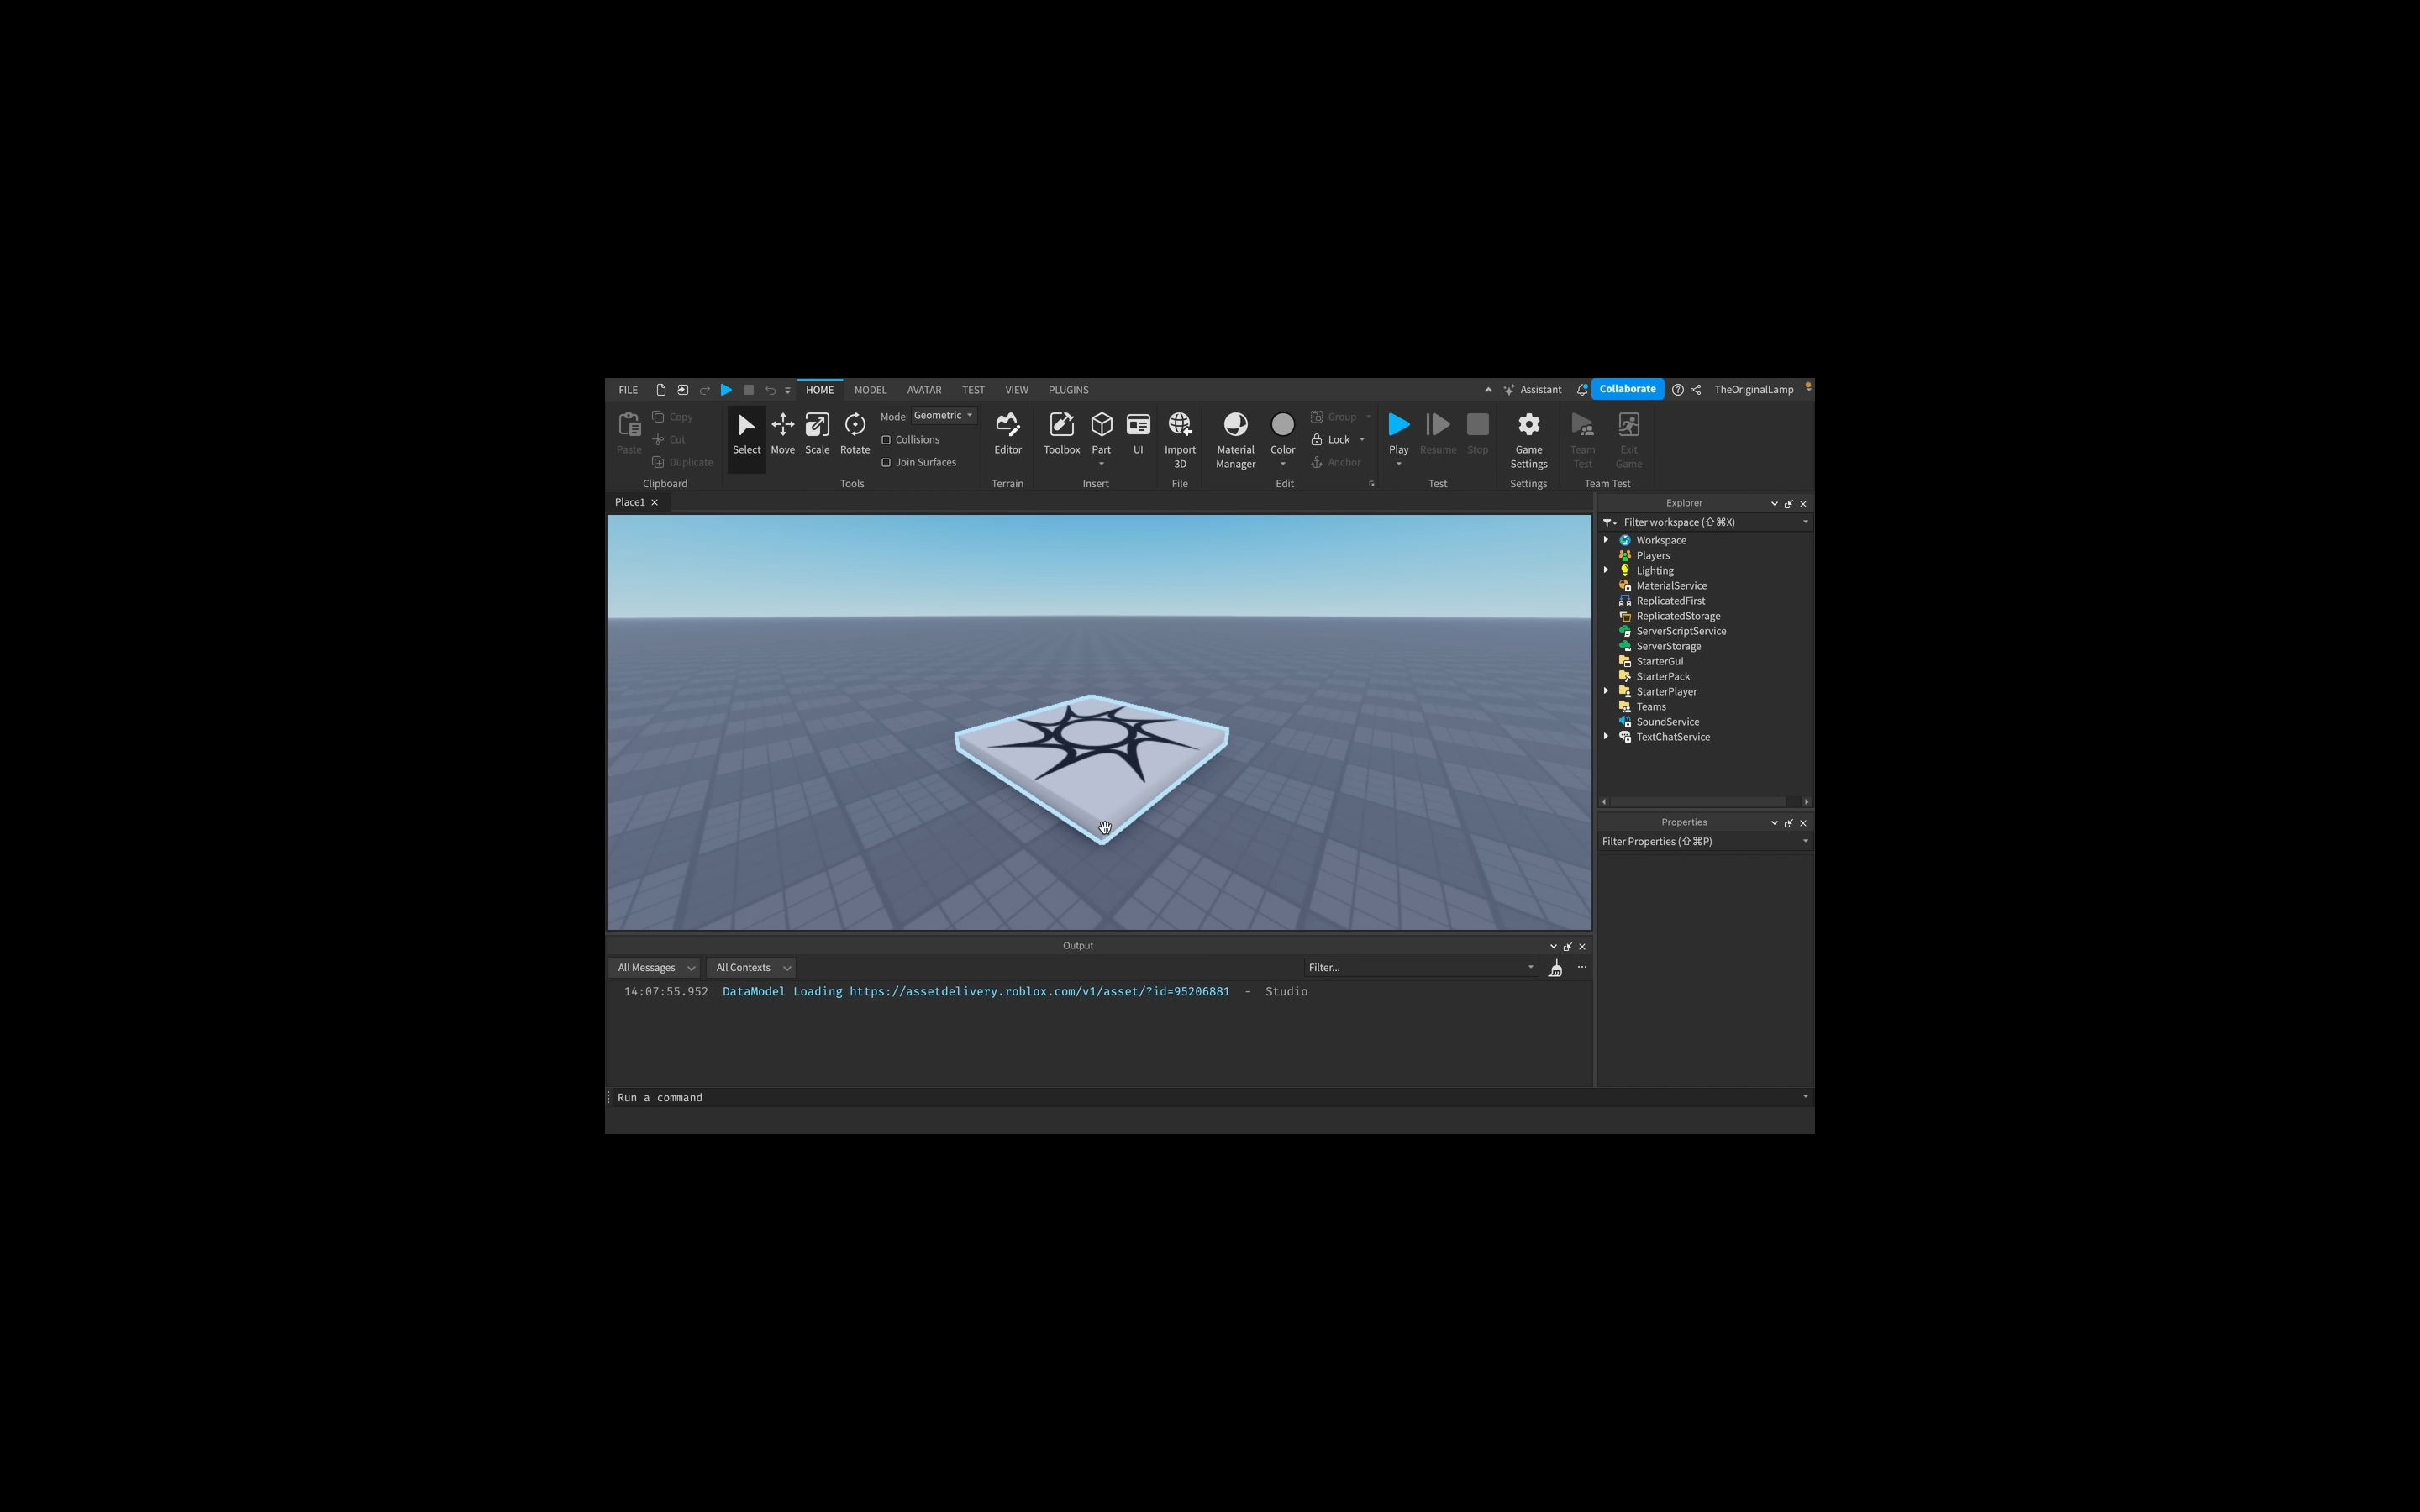 FILE HOME MODEL AVATAR TEST VIEW PLUGINS Assistant Collaborate TheOriginalLamp
Paste
Copy
Cut
Duplicate
Clipboard
Select Move Scale Rotate
Mode: Geometric
Collisions
Join Surfaces
Tools
Editor
Terrain
Toolbox Part UI
Insert
Import
3D
File
Material
Manager
Color
Group
Lock
Anchor
Edit
Play Resume Stop
Test
Game
Settings
Settings
Team
Test
Exit
Game
Team Test
Place1
Explorer
Filter workspace (⇧⌘X)
Workspace
Players
Lighting
MaterialService
ReplicatedFirst
ReplicatedStorage
ServerScriptService
ServerStorage
StarterGui
StarterPack
StarterPlayer
Teams
SoundService
TextChatService
Properties
Filter Properties (⇧⌘P)
Output
All Messages All Contexts Filter...
14:07:55.952 DataModel Loading https://assetdelivery.roblox.com/v1/asset/?id=95206881 - Studio
Run a command